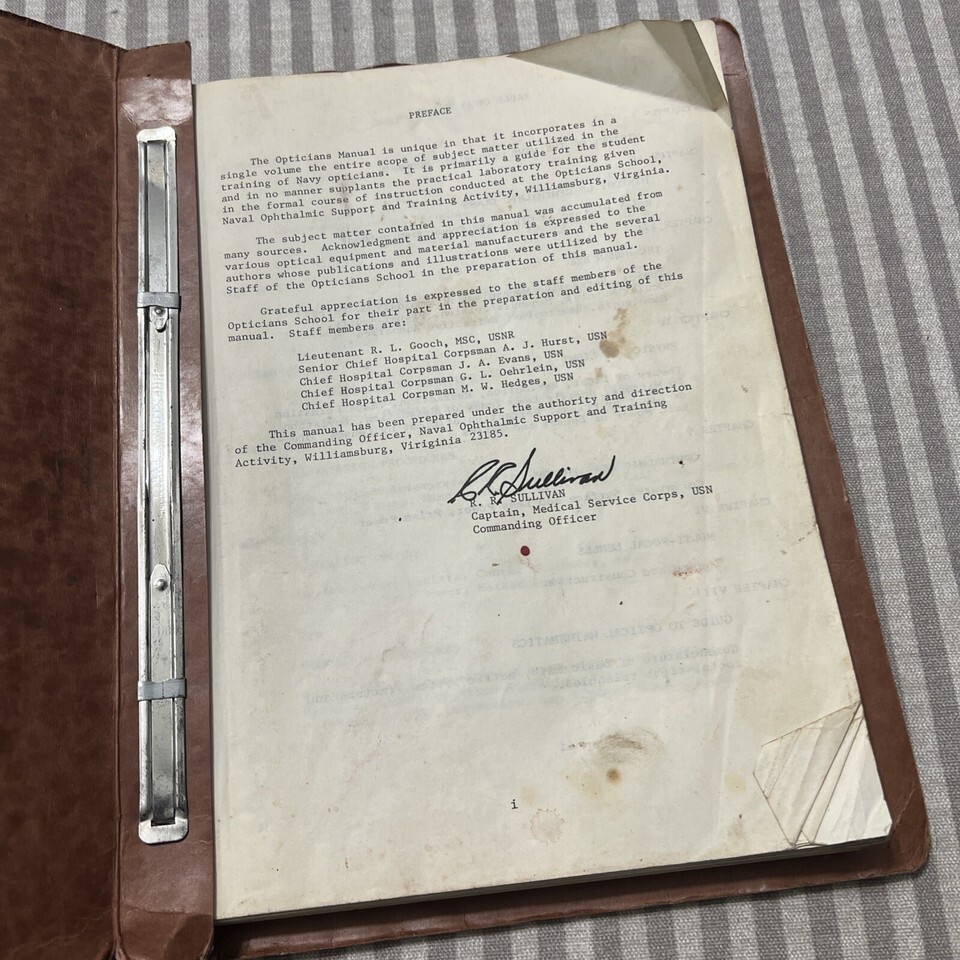 PREFACE
The Opticians Manual is unique in that it incorporates in a
single volume the entire scope of subject matter utilized in the
training of Navy opticians. It is primarily a guide for the student
and in no manner supplants the practical laboratory training given
in the formal course of instruction conducted at the Opticians School,
Naval Ophthalmic Support and Training Activity, Williamsburg, Virginia.
The subject matter contained in this manual was accumulated from
many sources. Acknowledgment and appreciation is expressed to the
various optical equipment and material manufacturers and the several
authors whose publications and illustrations were utilized by the
Staff of the Opticians School in the preparation of this manual.
Grateful appreciation is expressed to the staff members of the
Opticians School for their part in the preparation and editing of this
manual. Staff members are:
Lieutenant R. L. Gooch, MSC, USNR
Senior Chief Hospital Corpsman A. J. Hurst, USN
Chief Hospital Corpsman J. A. Evans, USN
Chief Hospital Corpsman G. L. Oehrlein, USN
Chief Hospital Corpsman M. W. Hedges, USN
This manual has been prepared under the authority and direction
of the Commanding Officer, Naval Ophthalmic Support and Training
Activity, Williamsburg, Viriginia 23185.
R. R. Sullivan
R. R. SULLIVAN
Captain, Medical Service Corps, USN
Commanding Officer
i